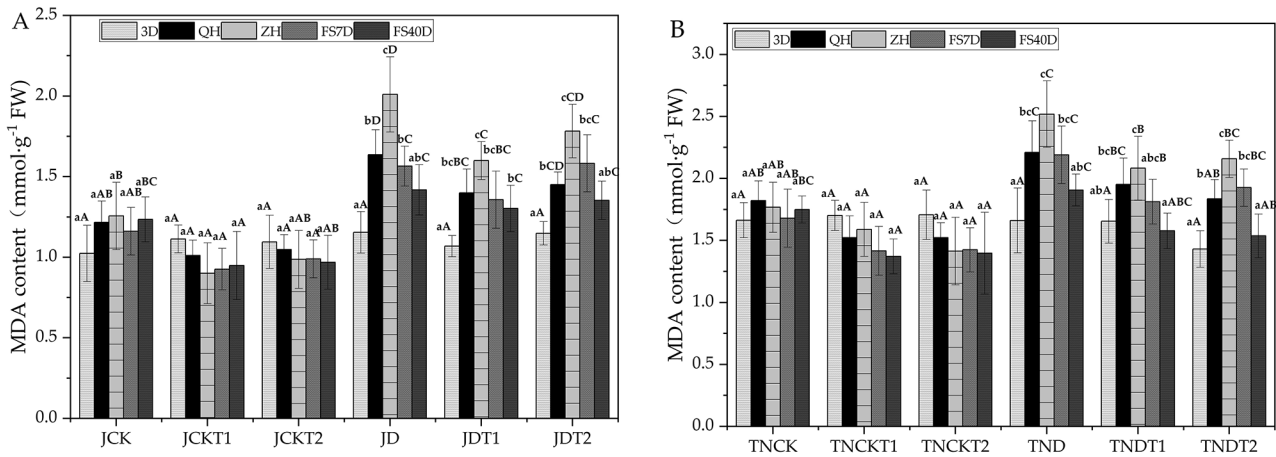 A
MDA content（mmol·g-1 FW)
2.5
2.0
1.5
1.0
0.5
0.0
3D QH ZH FS7D FS40D
aA aAB aB aAB aBC
aA aA aA aA aA
aA aAB aA aAB aA
aA bD cD bC abC
aA bcBC cC bcBC bC
aA bCD cCD bcC abC
JCK JCKT1 JCKT2 JD JDT1 JDT2
B
MDA content（mmol·g-1 FW)
3.0
2.5
2.0
1.5
1.0
0.5
0.0
3D QH ZH FS7D FS40D
aA aAB aAB aAB aBC
aA aA aA aA aA
aA aA aA aA aA
aA bcC cC bcC abC
abA bcBC cB abcB aABC
aA bAB cBC bcBC aAB
TNCK TNCKT1 TNCKT2 TND TNDT1 TNDT2